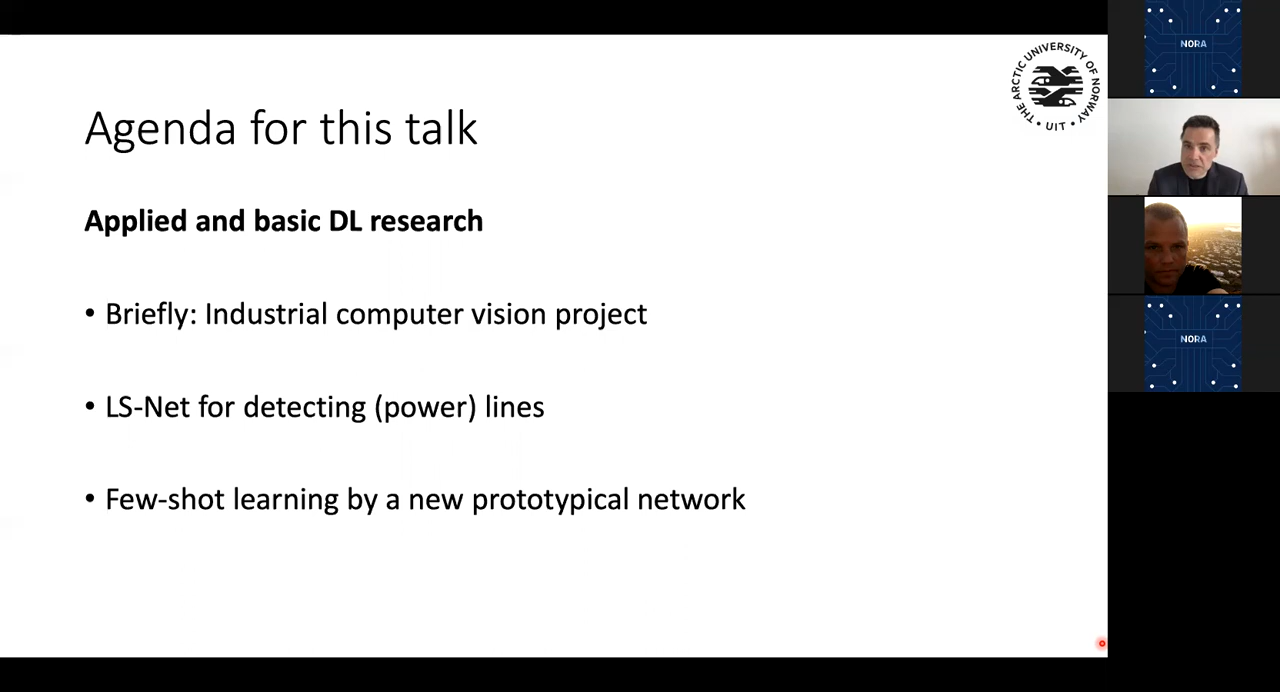 Agenda for this talk
Applied and basic DL research
• Briefly: Industrial computer vision project
• LS-Net for detecting (power) lines
• Few-shot learning by a new prototypical network
THE ARCTIC UNIVERSITY OF NORWAY • UIT •
NORA
NORA